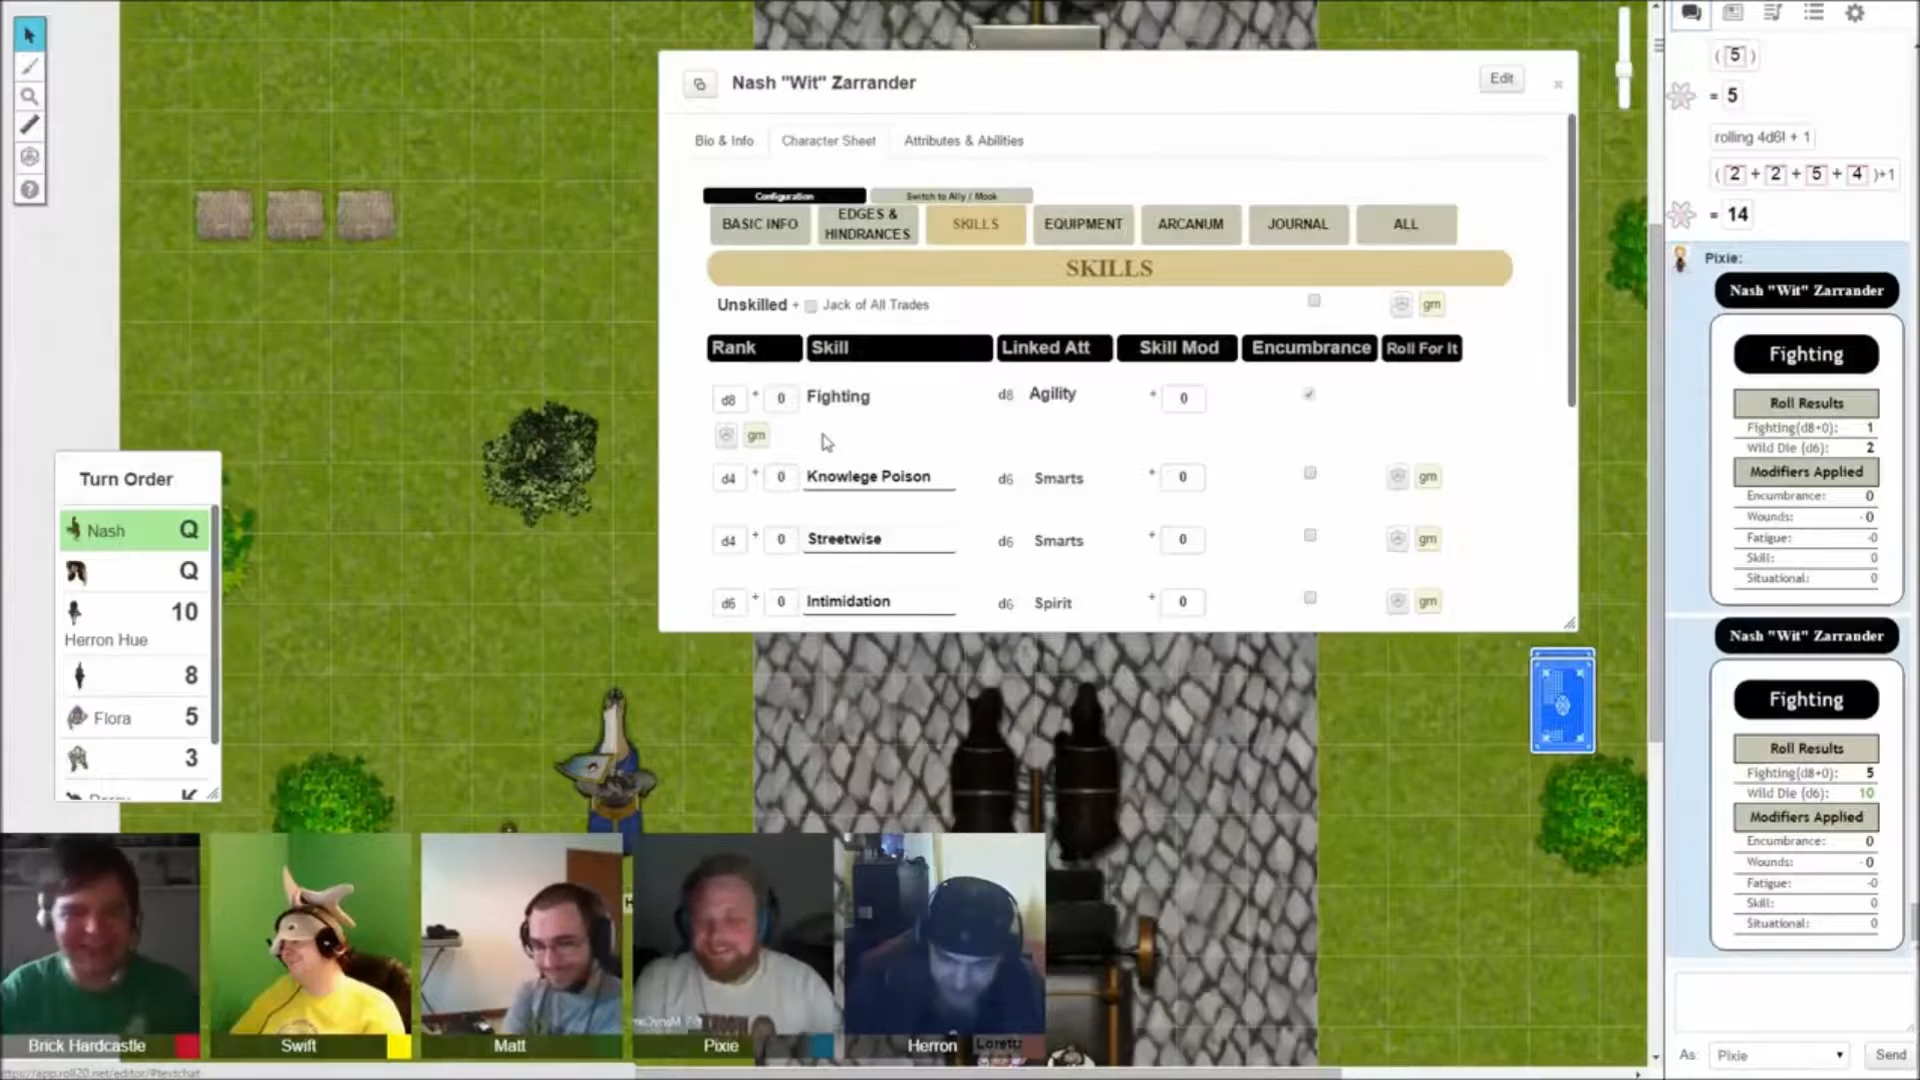 Nash "Wit" Zarrander
Edit
Bio & Info
Character Sheet
Attributes & Abilities
Configuration
Switch to Ally / Mook
BASIC INFO
EDGES &
HINDRANCES
SKILLS
EQUIPMENT
ARCANUM
JOURNAL
ALL
SKILLS
Unskilled + Jack of All Trades
gm
Rank Skill Linked Att Skill Mod Encumbrance Roll For It
d8 + 0 Fighting d8 Agility + 0
gm
d4 + 0 Knowlege Poison d6 Smarts + 0 gm
d4 + 0 Streetwise d6 Smarts + 0 gm
d6 + 0 Intimidation d6 Spirit + 0 gm
Turn Order
Nash Q
Q
10
Herron Hue
8
Flora 5
3
K
Brick Hardcastle
Swift
Matt
Pixie
Herron
Loretta
https://app.roll20.net/editor/#textchat
(5)
= 5
rolling 4d6! + 1
(2 + 2 + 5 + 4)+1
= 14
Pixie:
Nash "Wit" Zarrander
Fighting
Roll Results
Fighting(d8+0): 1
Wild Die (d6): 2
Modifiers Applied
Encumbrance: 0
Wounds: -0
Fatigue: -0
Skill: 0
Situational: 0
Nash "Wit" Zarrander
Fighting
Roll Results
Fighting(d8+0): 5
Wild Die (d6): 10
Modifiers Applied
Encumbrance: 0
Wounds: -0
Fatigue: -0
Skill: 0
Situational: 0
As: Pixie
Send